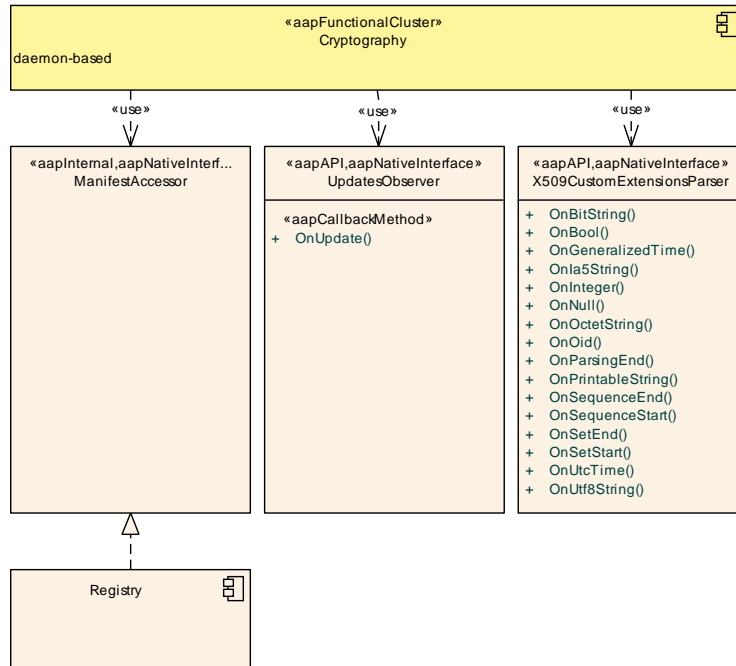 «aapFunctionalCluster»
Cryptography
daemon-based
«use»
«use»
«use»
«aapInternal,aapNativeInterf...
ManifestAccessor
«aapAPI,aapNativeInterface»
UpdatesObserver
«aapCallbackMethod»
+ OnUpdate()
«aapAPI,aapNativeInterface»
X509CustomExtensionsParser
+ OnBitString()
+ OnBool()
+ OnGeneralizedTime()
+ OnIa5String()
+ OnInteger()
+ OnNull()
+ OnOctetString()
+ OnOid()
+ OnParsingEnd()
+ OnPrintableString()
+ OnSequenceEnd()
+ OnSequenceStart()
+ OnSetEnd()
+ OnSetStart()
+ OnUtcTime()
+ OnUtf8String()
Registry